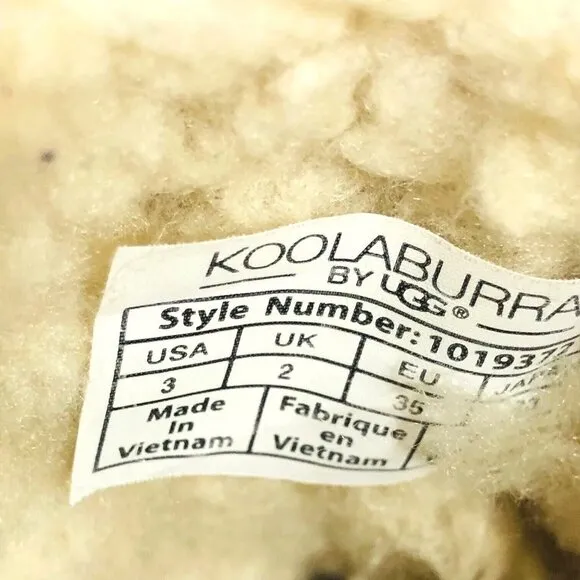 KOOLABURRA
BY UGG®
Style Number:
USA UK EU
3 2 35
Made Fabrique
In en
Vietnam Vietnam